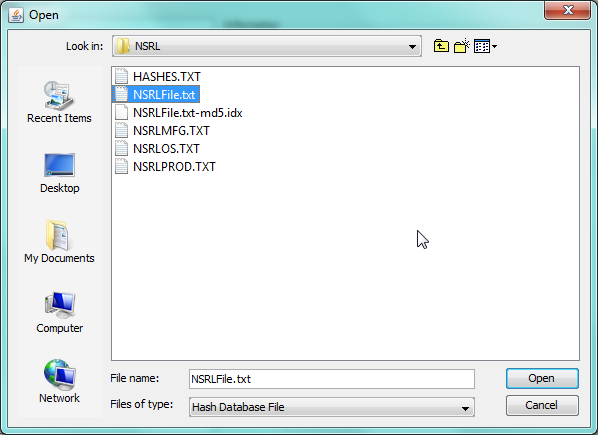 Open
Look in: NSRL
HASHES.TXT
NSRLFile.txt
NSRLFile.txt-md5.idx
NSRLMFG.TXT
NSRLOS.TXT
NSRLPROD.TXT
Recent Items
Desktop
My Documents
Computer
Network
File name: NSRLFile.txt
Open
Files of type: Hash Database File
Cancel